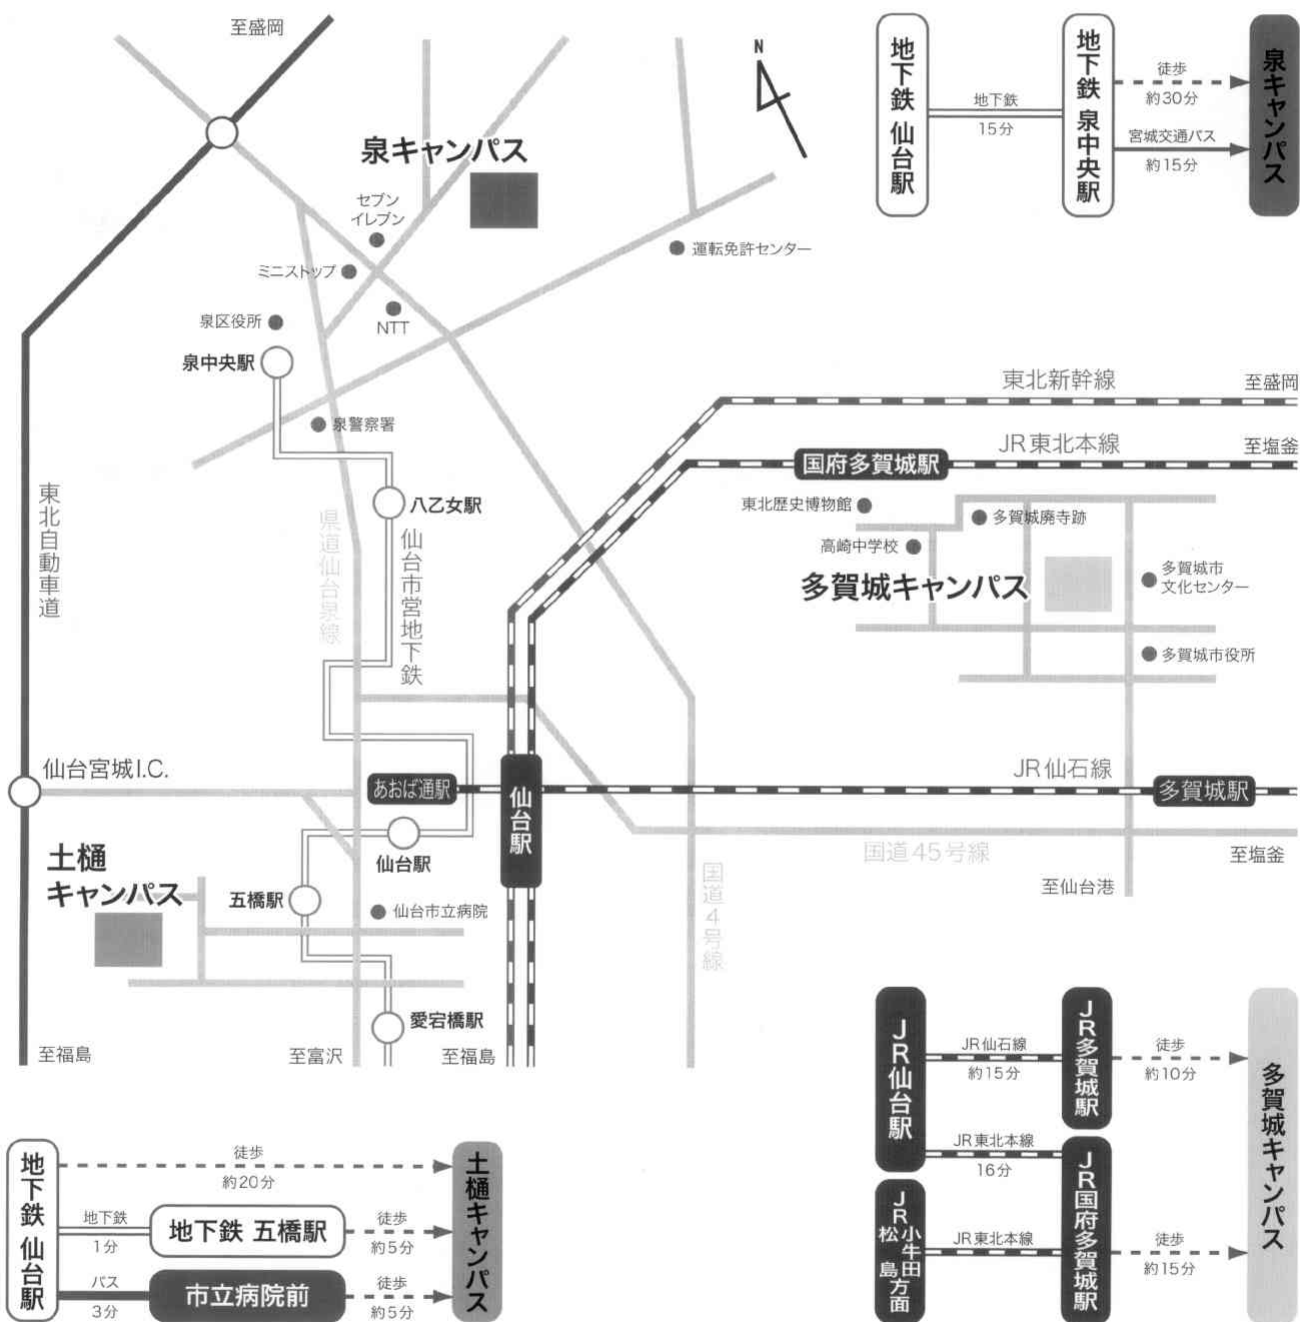 至盛岡
N
泉キャンパス
セブン
イレブン
ミニストップ
NTT
運転免許センター
泉区役所
泉中央駅
泉警察署
地下鉄 仙台駅
地下鉄
15分
地下鉄 泉中央駅
徒歩
約30分
宮城交通バス
約15分
泉キャンパス
東北新幹線
至盛岡
JR東北本線
至塩釜
国府多賀城駅
東北歴史博物館
多賀城廃寺跡
高崎中学校
多賀城キャンパス
多賀城市
文化センター
多賀城市役所
東北自動車道
県道仙台泉線
八乙女駅
仙台市営地下鉄
仙台宮城I.C.
あおば通駅
仙台駅
JR仙石線
多賀城駅
仙台駅
国道45号線
至塩釜
至仙台港
国道4号線
土樋
キャンパス
五橋駅
仙台市立病院
愛宕橋駅
至福島
至富沢
至福島
地下鉄 仙台駅
徒歩
約20分
地下鉄
1分
地下鉄 五橋駅
徒歩
約5分
バス
3分
市立病院前
徒歩
約5分
土樋キャンパス
JR仙台駅
JR仙石線
約15分
JR多賀城駅
徒歩
約10分
JR東北本線
16分
JR国府多賀城駅
JR小牛田
松島方面
JR東北本線
徒歩
約15分
多賀城キャンパス